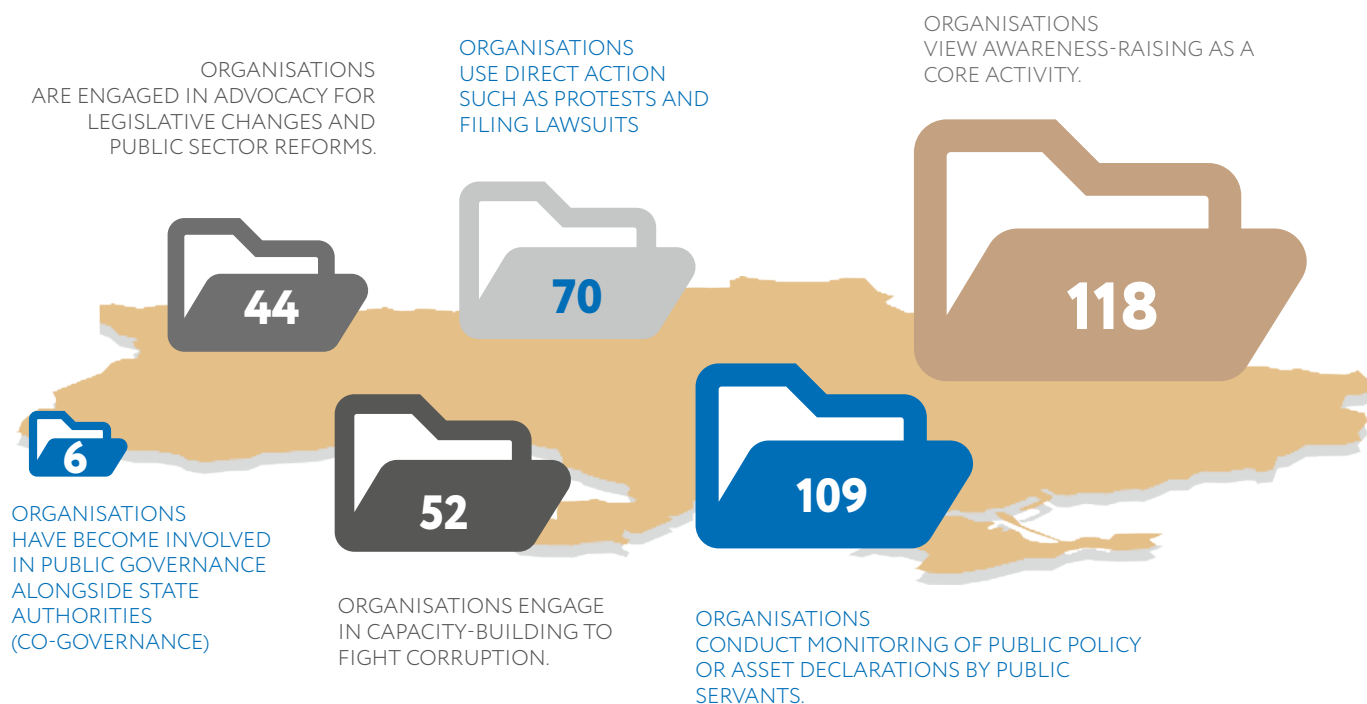 ORGANISATIONS
ARE ENGAGED IN ADVOCACY FOR
LEGISLATIVE CHANGES AND
PUBLIC SECTOR REFORMS.
44
ORGANISATIONS
USE DIRECT ACTION
SUCH AS PROTESTS AND
FILING LAWSUITS
70
ORGANISATIONS
VIEW AWARENESS-RAISING AS A
CORE ACTIVITY.
118
6
ORGANISATIONS
HAVE BECOME INVOLVED
IN PUBLIC GOVERNANCE
ALONGSIDE STATE
AUTHORITIES
(CO-GOVERNANCE)
52
ORGANISATIONS ENGAGE
IN CAPACITY-BUILDING TO
FIGHT CORRUPTION.
109
ORGANISATIONS
CONDUCT MONITORING OF PUBLIC POLICY
OR ASSET DECLARATIONS BY PUBLIC
SERVANTS.